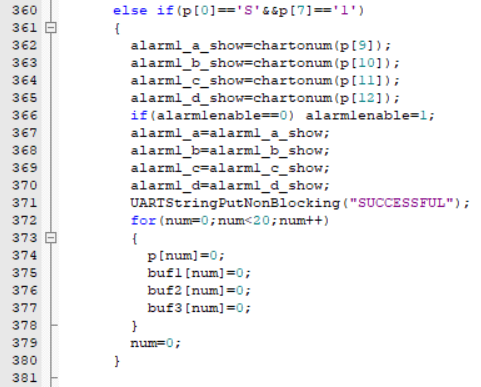 360 else if(p[0]=='S'&&p[7]=='1')
361 {
362 alarm1_a_show=chartonum(p[9]);
363 alarm1_b_show=chartonum(p[10]);
364 alarm1_c_show=chartonum(p[11]);
365 alarm1_d_show=chartonum(p[12]);
366 if(alarm1enable==0) alarm1enable=1;
367 alarm1_a=alarm1_a_show;
368 alarm1_b=alarm1_b_show;
369 alarm1_c=alarm1_c_show;
370 alarm1_d=alarm1_d_show;
371 UARTStringPutNonBlocking("SUCCESSFUL");
372 for(num=0;num<20;num++)
373 {
374 p[num]=0;
375 buf1[num]=0;
376 buf2[num]=0;
377 buf3[num]=0;
378 }
379 num=0;
380 }
381